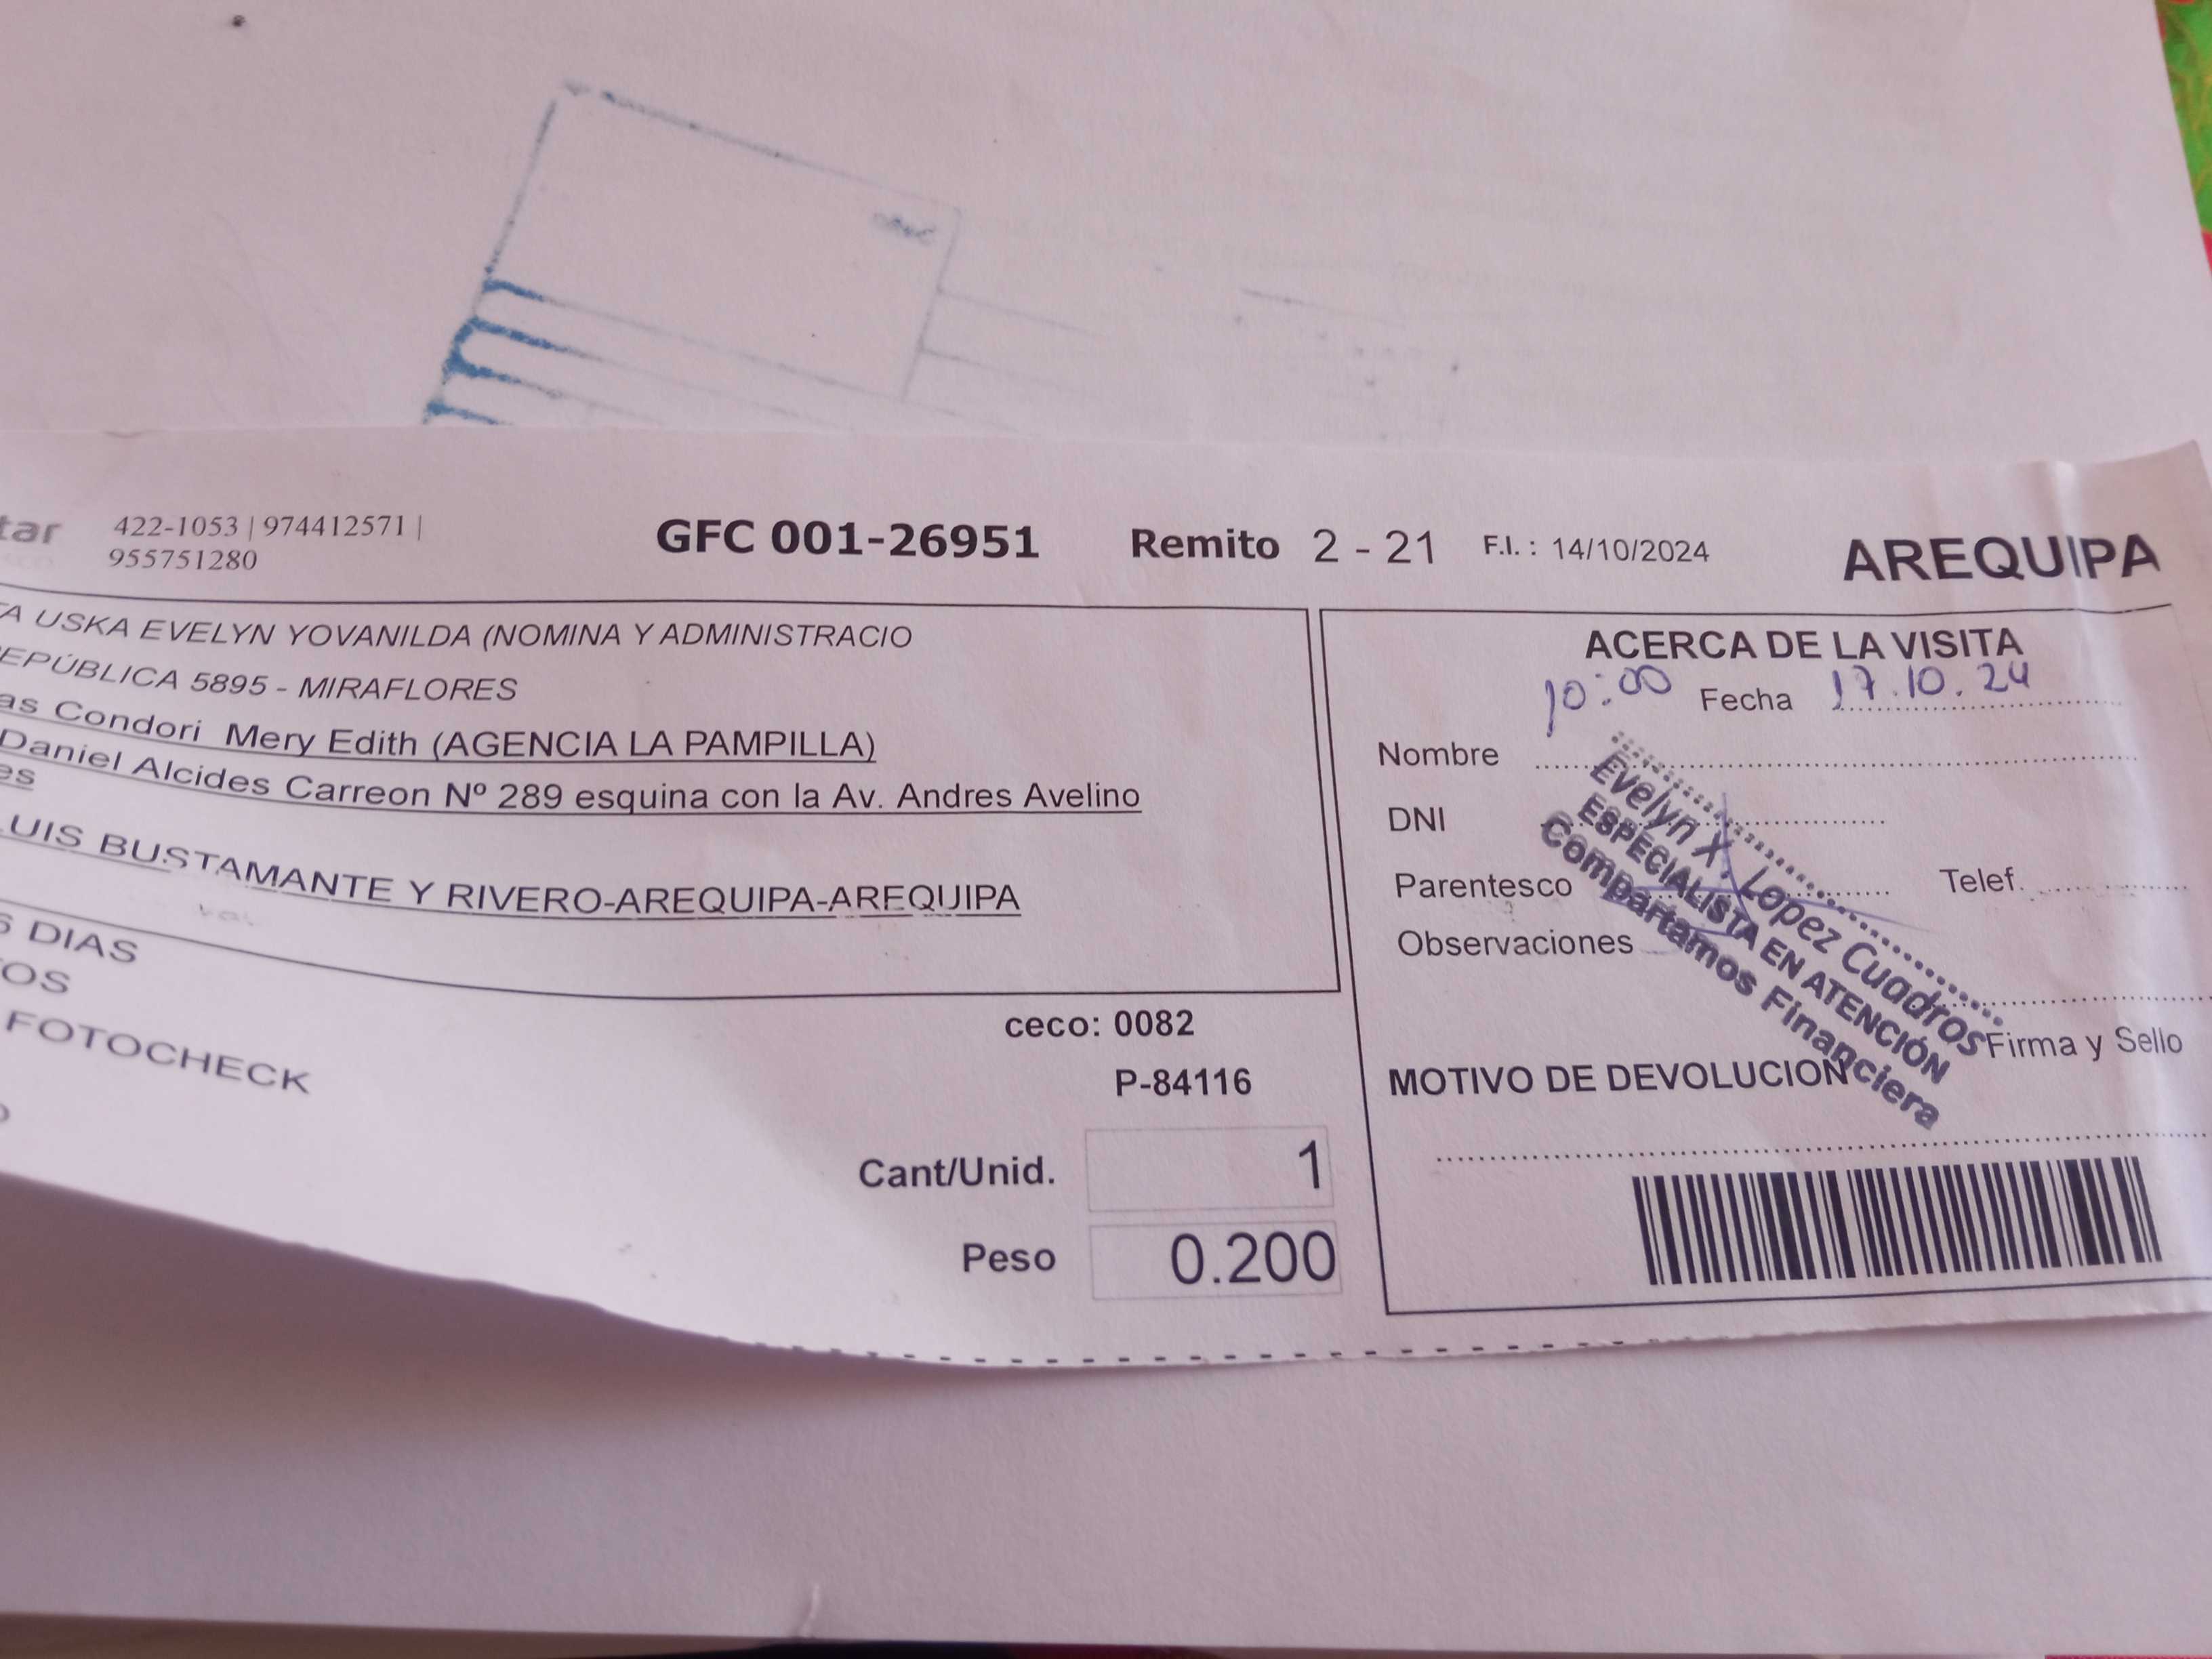 tar
422-1053 | 974412571 |
955751280
GFC 001-26951
Remito 2 - 21
F.I. : 14/10/2024
AREQUIPA
A USKA EVELYN YOVANILDA (NOMINA Y ADMINISTRACIO
EPÚBLICA 5895 - MIRAFLORES
as Condori Mery Edith (AGENCIA LA PAMPILLA)
Daniel Alcides Carreon Nº 289 esquina con la Av. Andres Avelino
es
UIS BUSTAMANTE Y RIVERO-AREQUIPA-AREQUIPA
DIAS
OS
FOTOCHECK
ceco: 0082
P-84116
Cant/Unid. 1
Peso 0.200
ACERCA DE LA VISITA
10:00 Fecha 17.10.24
Nombre
DNI
Parentesco
Telef.
Observaciones
Evelyn X. Lopez Cuadros
ESPECIALISTA EN ATENCIÓN
Compartamos Financiera
Firma y Sello
MOTIVO DE DEVOLUCION